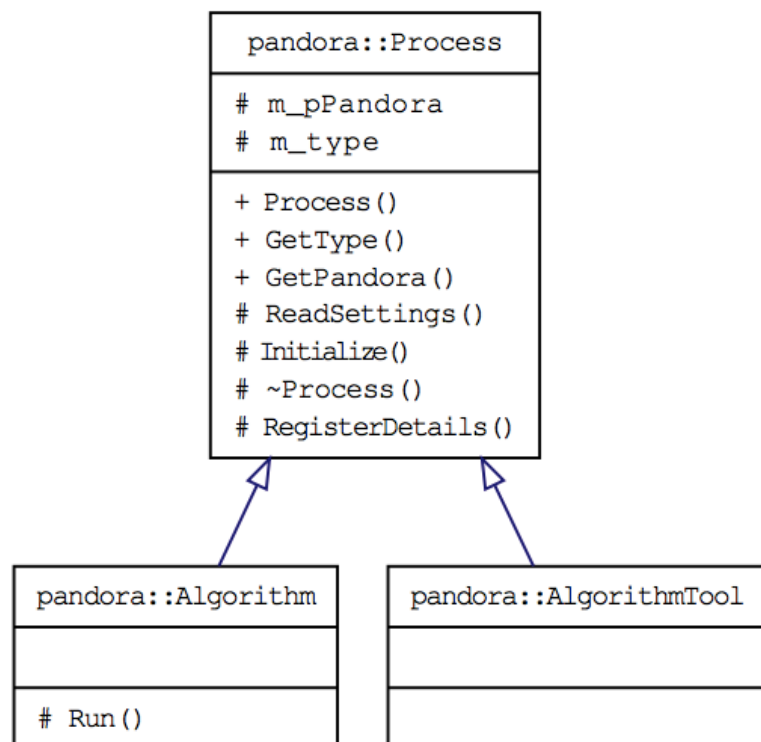 pandora::Process
# m_pPandora
# m_type
+ Process()
+ GetType()
+ GetPandora()
# ReadSettings()
# Initialize()
# ~Process()
# RegisterDetails()
pandora::Algorithm
# Run()
pandora::AlgorithmTool